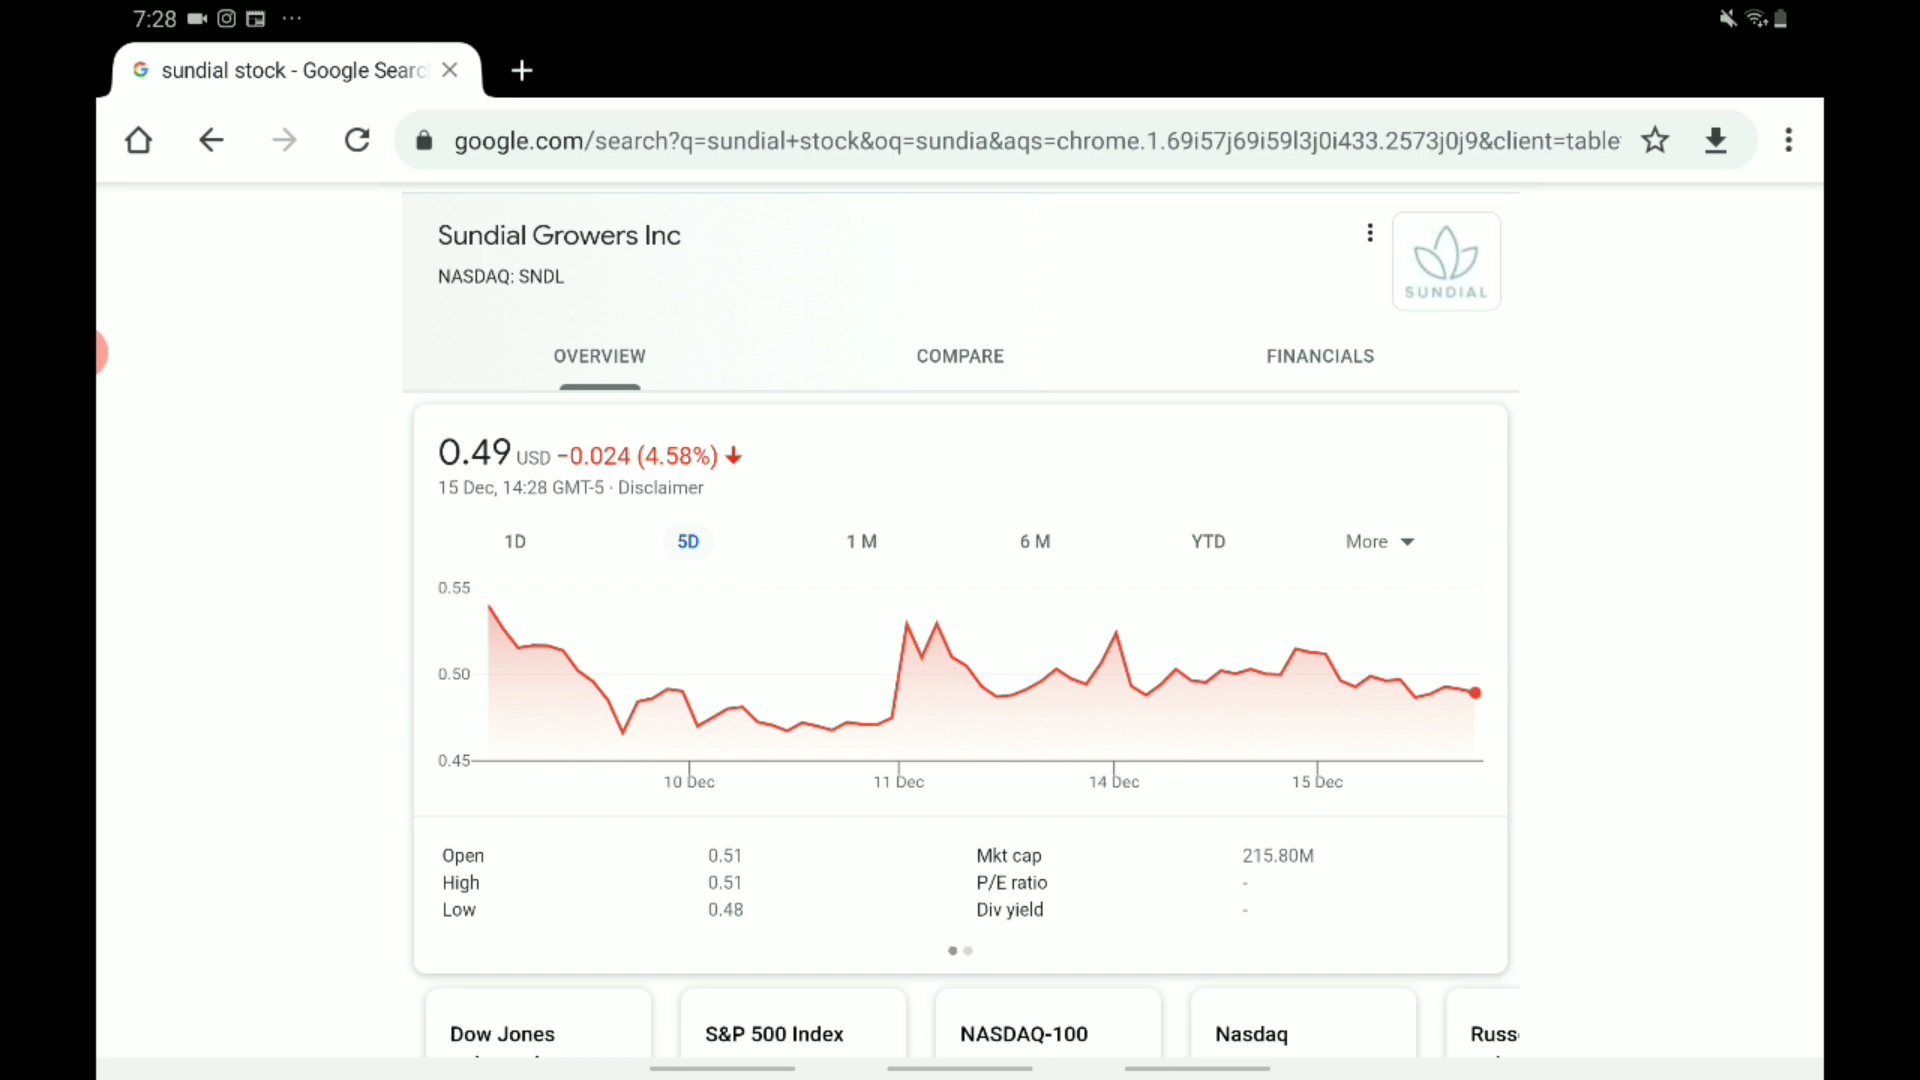 7:28 ...
sundial stock - Google Searc
google.com/search?q=sundial+stock&oq=sundia&aqs=chrome.1.69i57j69i59l3j0i433.2573j0j9&client=table
Sundial Growers Inc
NASDAQ: SNDL
SUNDIAL
OVERVIEW COMPARE FINANCIALS
0.49 USD −0.024 (4.58%) ↓
15 Dec, 14:28 GMT-5 · Disclaimer
1D 5D 1 M 6 M YTD More
0.55
0.50
0.45
10 Dec 11 Dec 14 Dec 15 Dec
Open 0.51 Mkt cap 215.80M
High 0.51 P/E ratio -
Low 0.48 Div yield -
Dow Jones S&P 500 Index NASDAQ-100 Nasdaq Russ